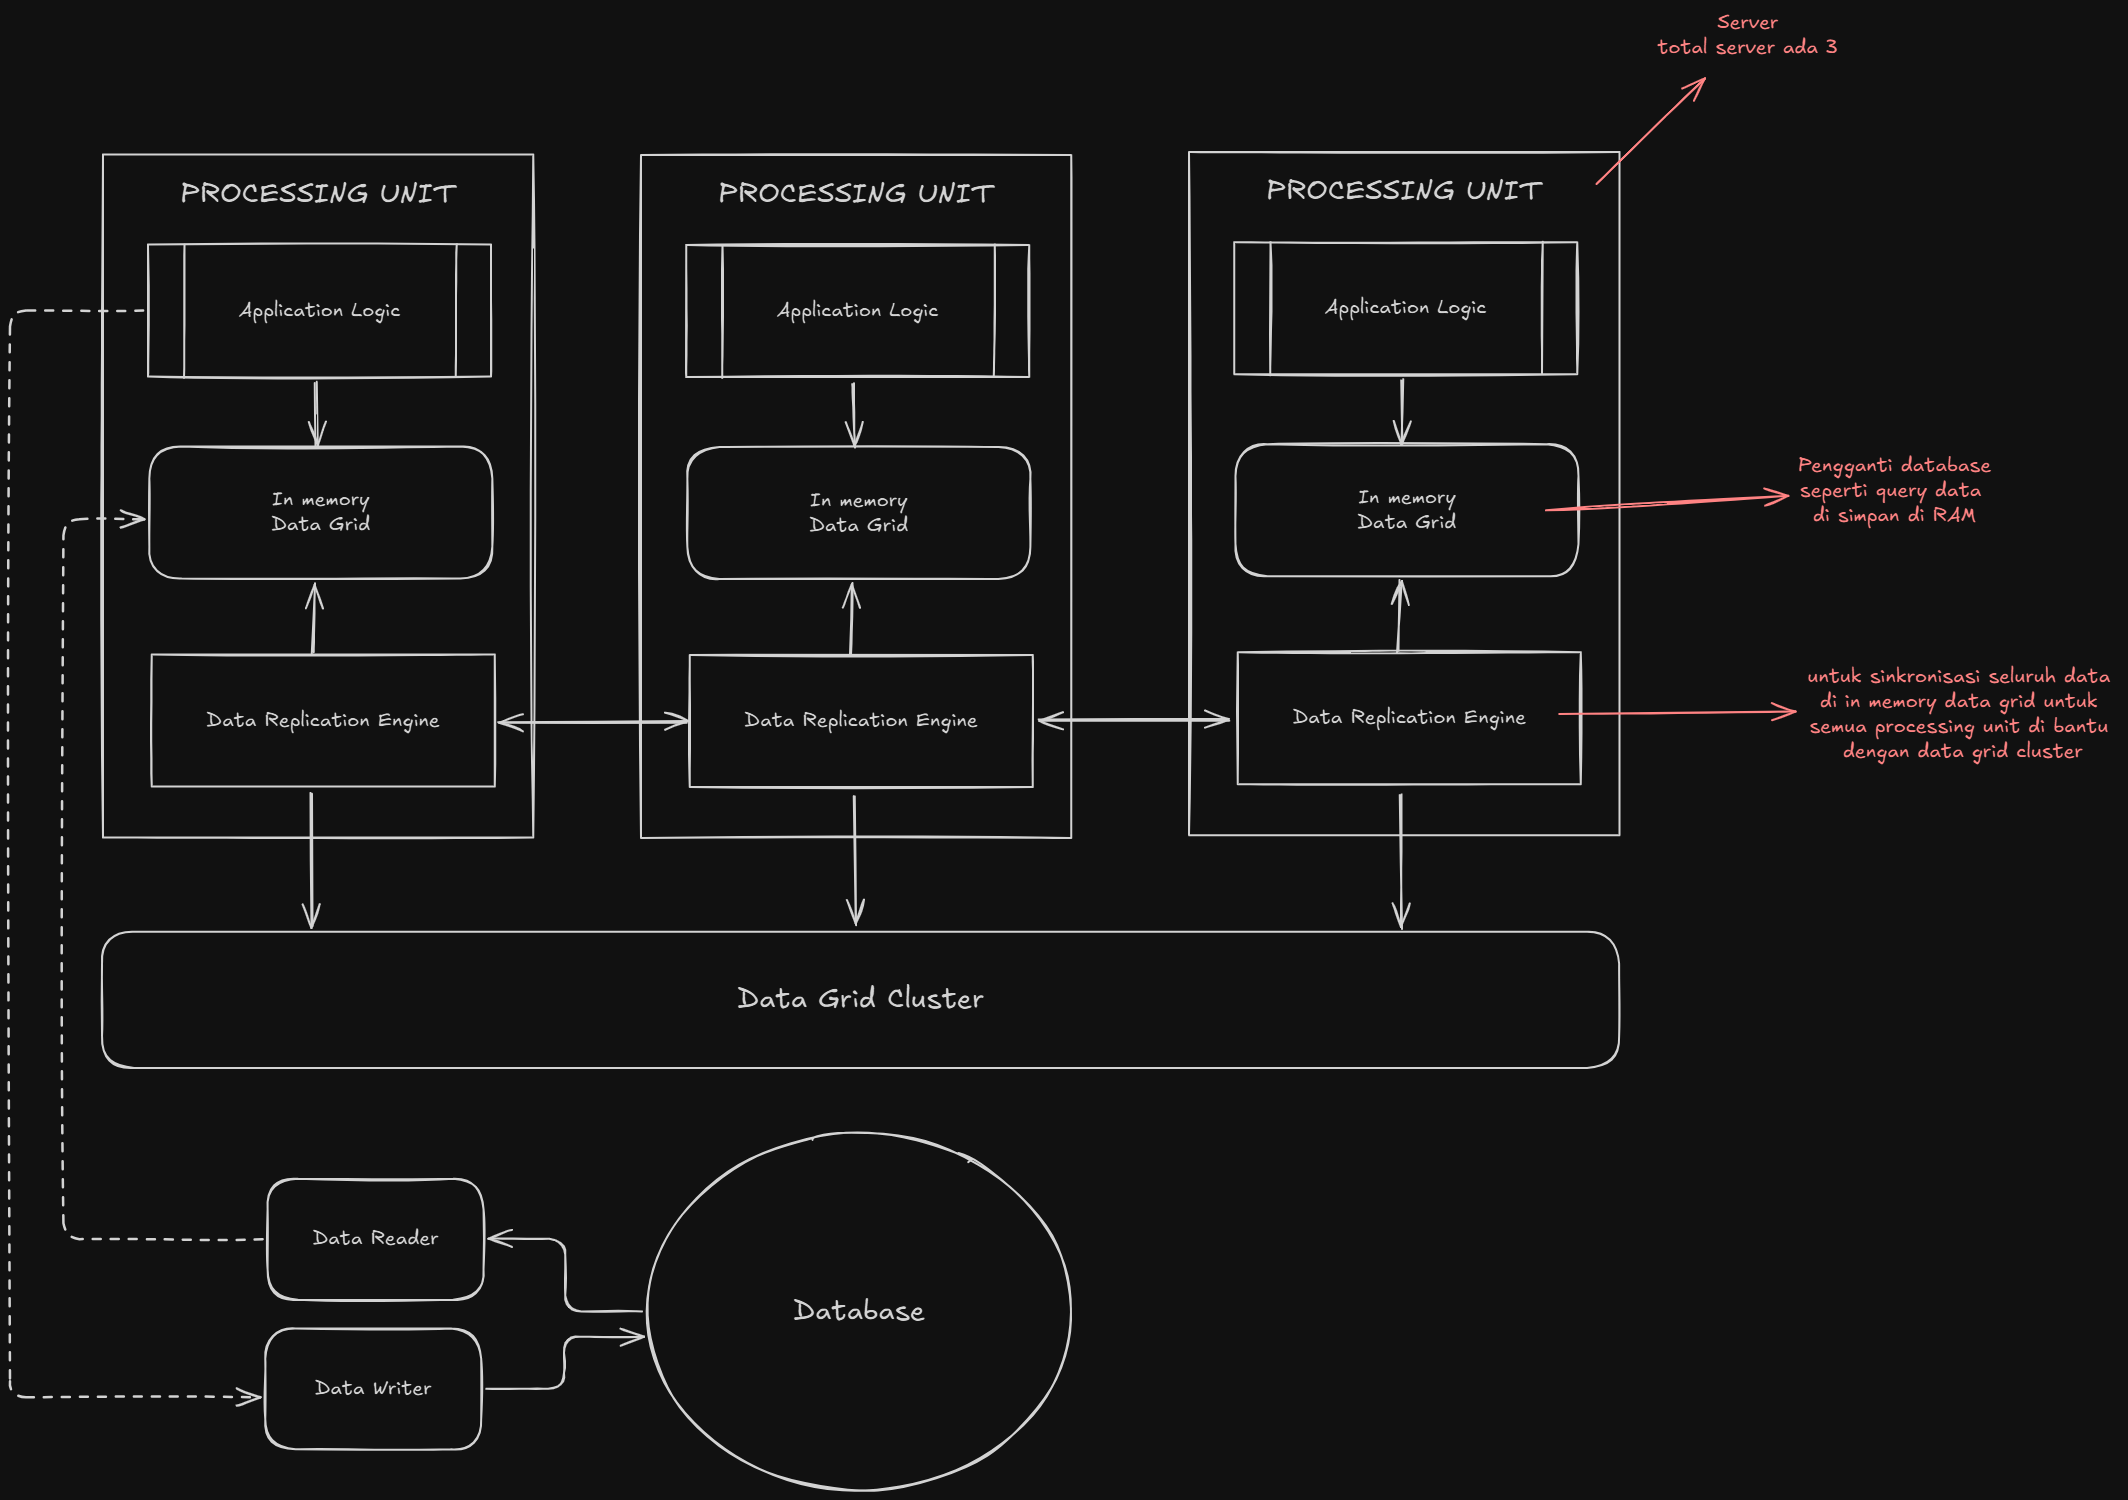 Server
total server ada 3
PROCESSING UNIT
PROCESSING UNIT
PROCESSING UNIT
Application Logic
Application Logic
Application Logic
In memory
Data Grid
In memory
Data Grid
In memory
Data Grid
Pengganti database
seperti query data
di simpan di RAM
Data Replication Engine
Data Replication Engine
Data Replication Engine
untuk sinkronisasi seluruh data
di in memory data grid untuk
semua processing unit di bantu
dengan data grid cluster
Data Grid Cluster
Data Reader
Database
Data Writer